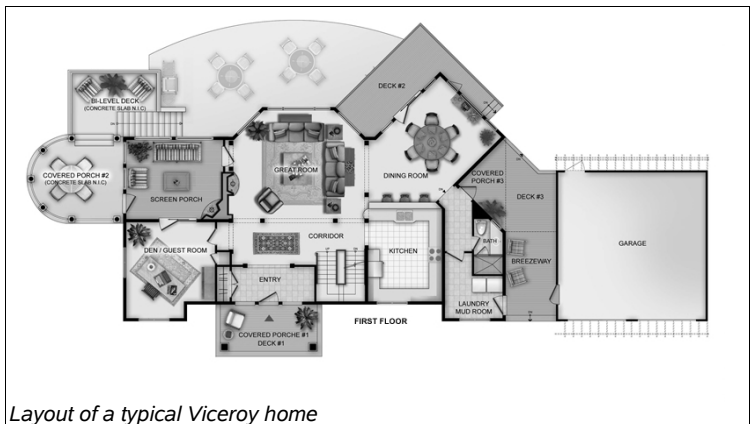 DECK #2
BI-LEVEL DECK
(CONCRETE SLAB N.I.C)
GREAT ROOM
DINING ROOM
COVERED PORCH #2
(CONCRETE SLAB N.I.C)
SCREEN PORCH
COVERED
PORCH #3
DECK #3
DEN / GUEST ROOM
CORRIDOR
KITCHEN
BATH
GARAGE
BREEZEWAY
ENTRY
LAUNDRY
MUD ROOM
COVERED PORCHE #1
DECK #1
FIRST FLOOR
Layout of a typical Viceroy home